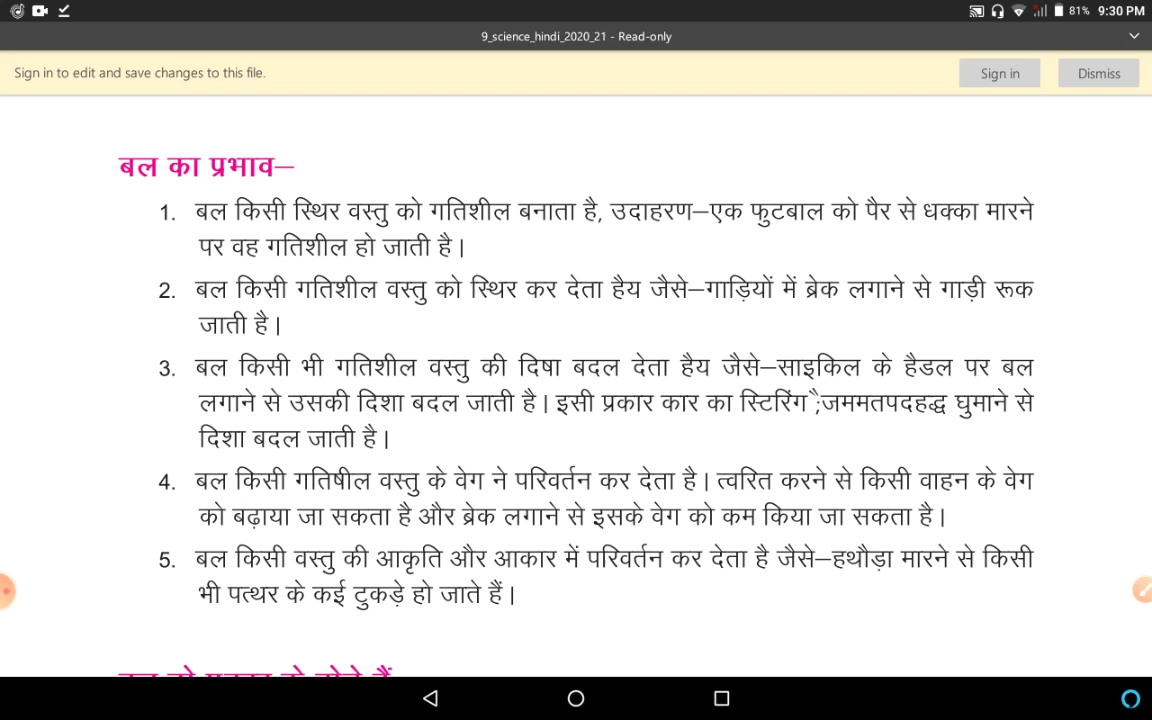 81% 9:30 PM
9_science_hindi_2020_21 - Read-only
Sign in to edit and save changes to this file.
Sign in
Dismiss
बल का प्रभाव–
1. बल किसी स्थिर वस्तु को गतिशील बनाता है, उदाहरण–एक फुटबाल को पैर से धक्का मारने
पर वह गतिशील हो जाती है।
2. बल किसी गतिशील वस्तु को स्थिर कर देता हैय जैसे–गाड़ियों में ब्रेक लगाने से गाड़ी रूक
जाती है।
3. बल किसी भी गतिशील वस्तु की दिषा बदल देता हैय जैसे–साइकिल के हैडल पर बल
लगाने से उसकी दिशा बदल जाती है। इसी प्रकार कार का स्टिरिंग ैः;जममतपदहद्ध घुमाने से
दिशा बदल जाती है।
4. बल किसी गतिषील वस्तु के वेग ने परिवर्तन कर देता है। त्वरित करने से किसी वाहन के वेग
को बढ़ाया जा सकता है और ब्रेक लगाने से इसके वेग को कम किया जा सकता है।
5. बल किसी वस्तु की आकृति और आकार में परिवर्तन कर देता है जैसे–हथौड़ा मारने से किसी
भी पत्थर के कई टुकड़े हो जाते हैं।